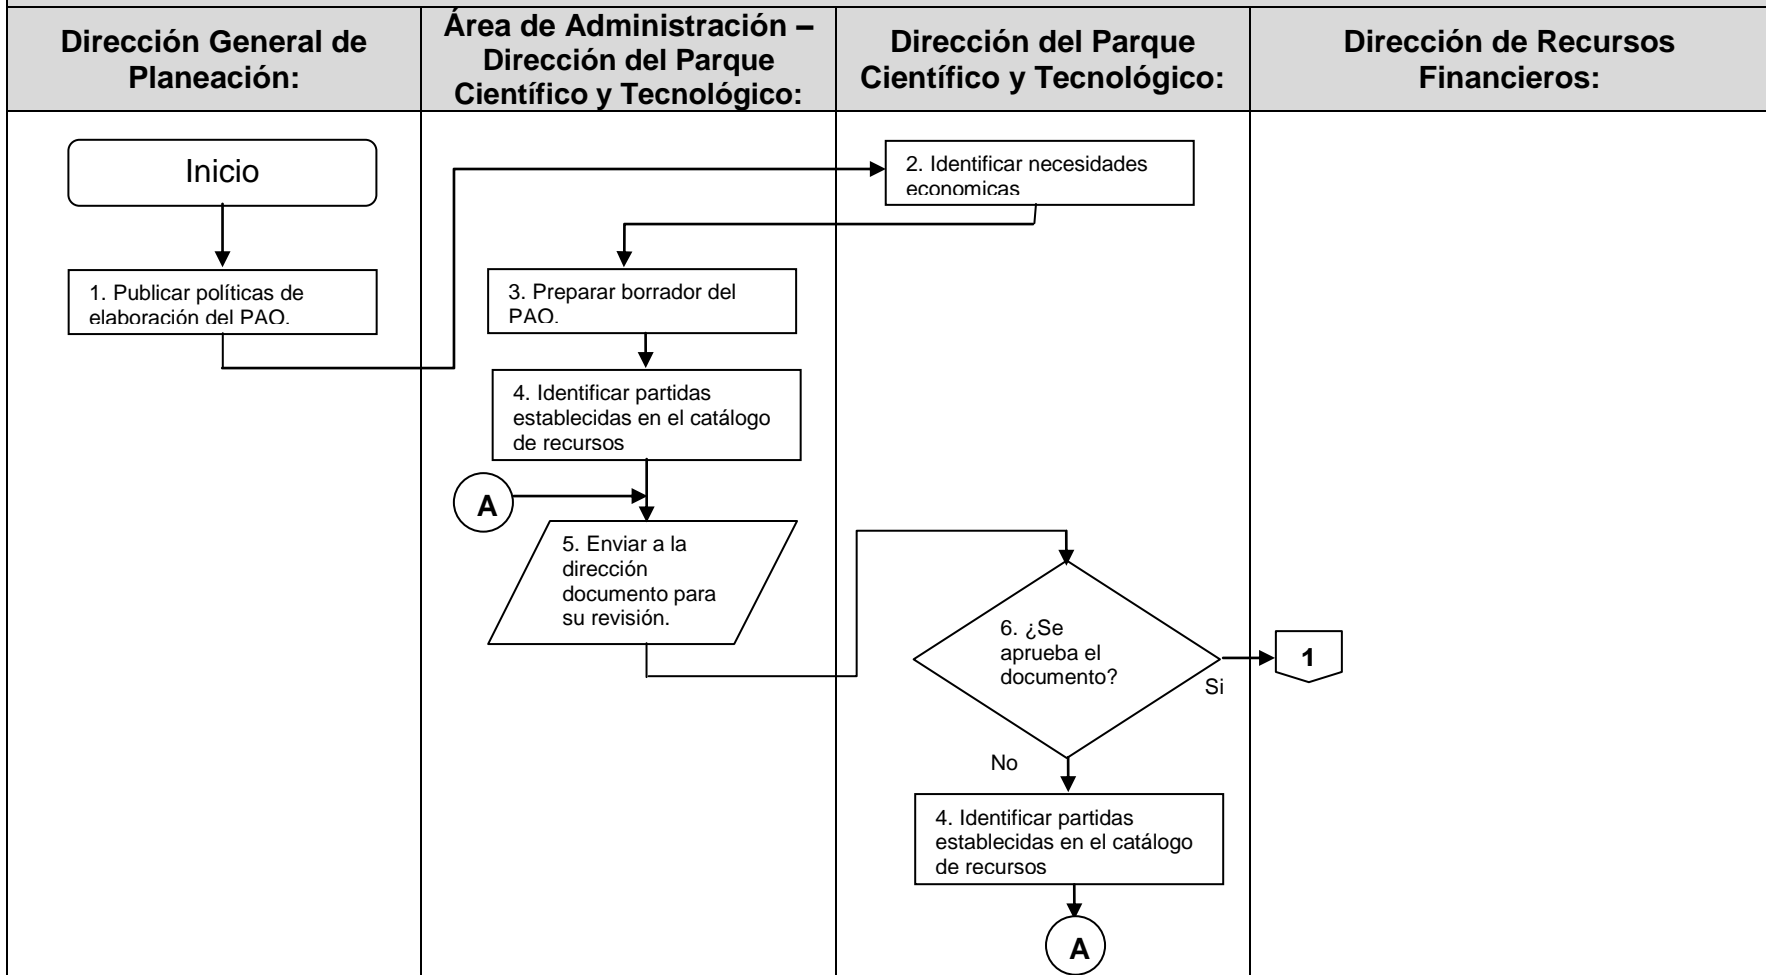 Dirección General de
Planeación:
Área de Administración –
Dirección del Parque
Científico y Tecnológico:
Dirección del Parque
Científico y Tecnológico:
Dirección de Recursos
Financieros:
Inicio
1. Publicar políticas de
elaboración del PAO.
2. Identificar necesidades
economicas
3. Preparar borrador del
PAO.
4. Identificar partidas
establecidas en el catálogo
de recursos
A
5. Enviar a la
dirección
documento para
su revisión.
6. ¿Se
aprueba el
documento?
Si
1
No
4. Identificar partidas
establecidas en el catálogo
de recursos
A